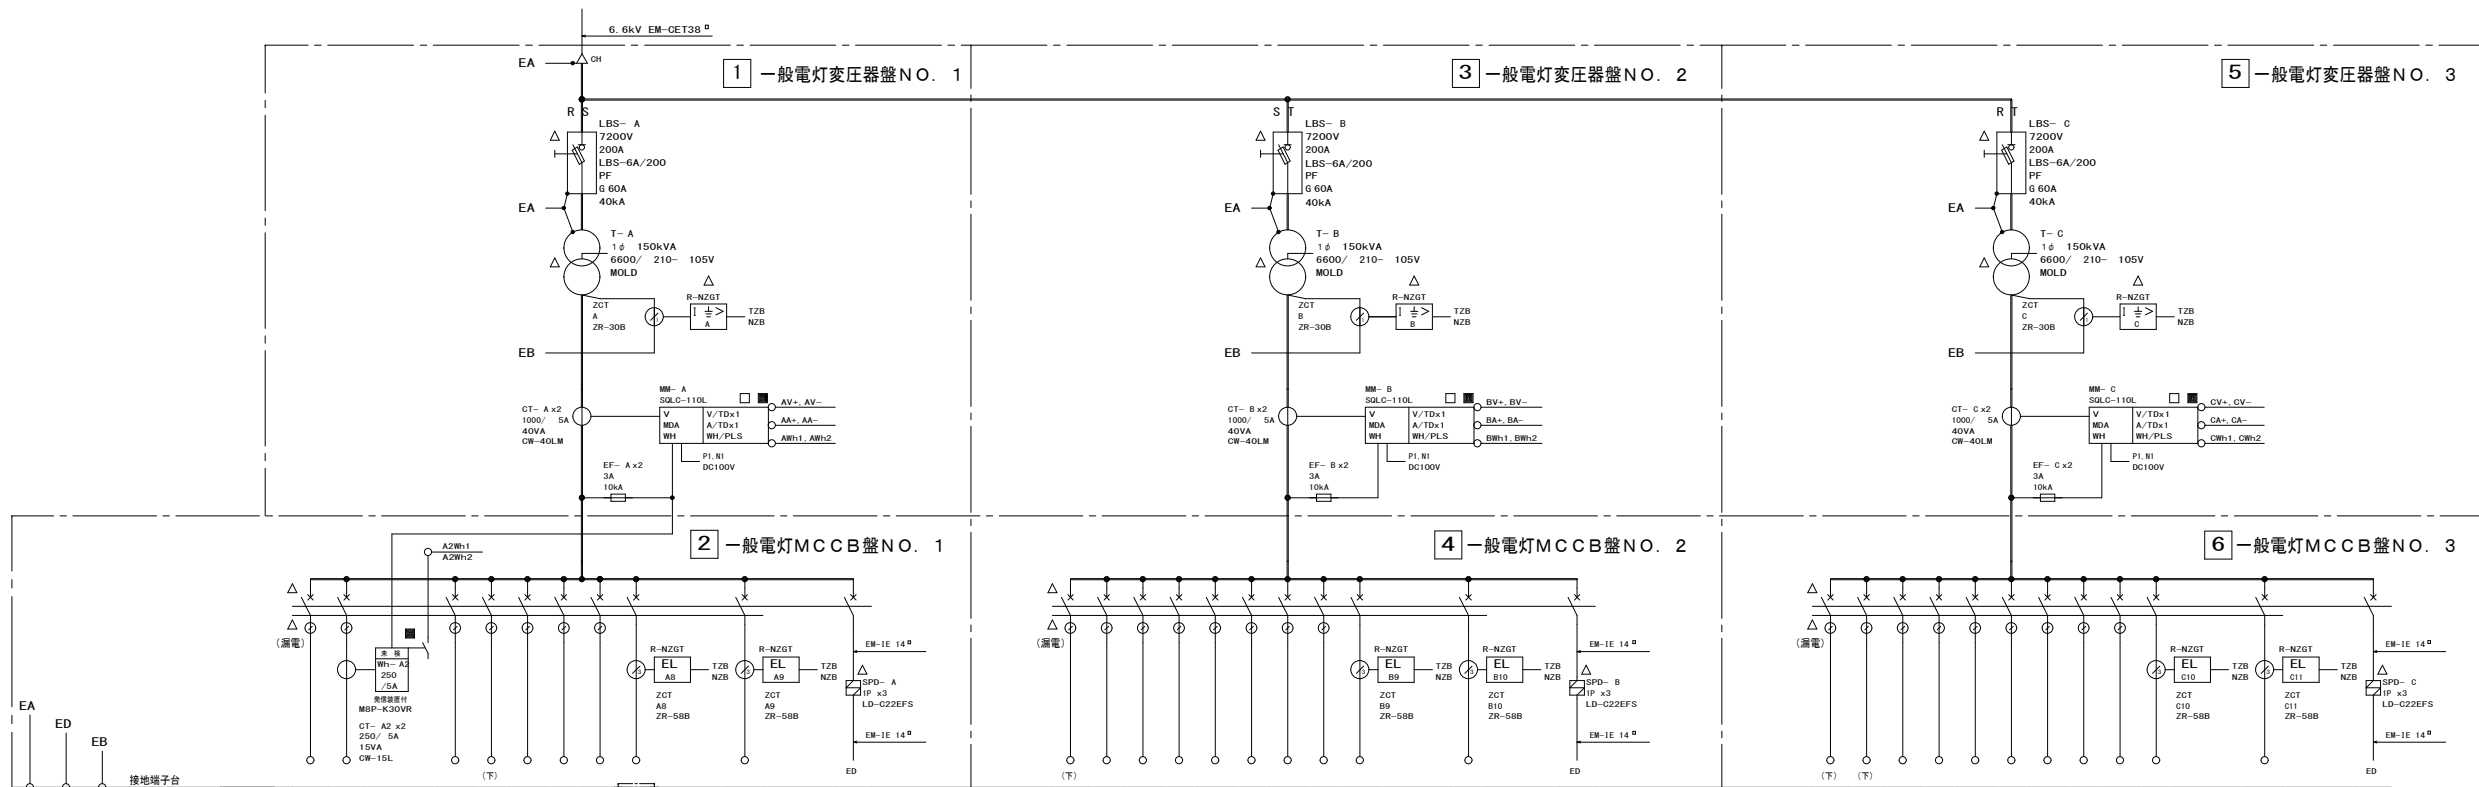 6.6kV EM-CET38□
EA
CH
1 一般電灯変圧器盤NO. 1
R S
LBS- A
7200V
200A
LBS-6A/200
PF
G 60A
40kA
EA
T- A
1φ 150kVA
6600/ 210- 105V
MOLD
ZCT
A
ZR-30B
R-NZGT
I ⏚ >
A
TZB
NZB
EB
CT- A x2
1000/ 5A
40VA
CW-40LM
MM- A
SQLC-110L
V V/TDx1
MDA A/TDx1
WH WH/PLS
AV+, AV-
AA+, AA-
AWh1, AWh2
P1, N1
DC100V
EF- A x2
3A
10kA
3 一般電灯変圧器盤NO. 2
S T
LBS- B
7200V
200A
LBS-6A/200
PF
G 60A
40kA
EA
T- B
1φ 150kVA
6600/ 210- 105V
MOLD
ZCT
B
ZR-30B
R-NZGT
I ⏚ >
B
TZB
NZB
EB
CT- B x2
1000/ 5A
40VA
CW-40LM
MM- B
SQLC-110L
V V/TDx1
MDA A/TDx1
WH WH/PLS
BV+, BV-
BA+, BA-
BWh1, BWh2
P1, N1
DC100V
EF- B x2
3A
10kA
5 一般電灯変圧器盤NO. 3
R T
LBS- C
7200V
200A
LBS-6A/200
PF
G 60A
40kA
EA
T- C
1φ 150kVA
6600/ 210- 105V
MOLD
ZCT
C
ZR-30B
R-NZGT
I ⏚ >
C
TZB
NZB
EB
CT- C x2
1000/ 5A
40VA
CW-40LM
MM- C
SQLC-110L
V V/TDx1
MDA A/TDx1
WH WH/PLS
CV+, CV-
CA+, CA-
CWh1, CWh2
P1, N1
DC100V
EF- C x2
3A
10kA
2 一般電灯MCCB盤NO. 1
A2Wh1
A2Wh2
(漏電)
未 検
Wh- A2
250
/5A
発信装置付
M8P-K30VR
CT- A2 x2
250/ 5A
15VA
CW-15L
R-NZGT
EL
A8
TZB
NZB
ZCT
A8
ZR-58B
R-NZGT
EL
A9
TZB
NZB
ZCT
A9
ZR-58B
EM-IE 14□
SPD- A
1P x3
LD-C22EFS
EM-IE 14□
ED
(下)
4 一般電灯MCCB盤NO. 2
(漏電)
R-NZGT
EL
B9
TZB
NZB
ZCT
B9
ZR-58B
R-NZGT
EL
B10
TZB
NZB
ZCT
B10
ZR-58B
EM-IE 14□
SPD- B
1P x3
LD-C22EFS
EM-IE 14□
ED
(下)
6 一般電灯MCCB盤NO. 3
(漏電)
R-NZGT
EL
C10
TZB
NZB
ZCT
C10
ZR-58B
R-NZGT
EL
C11
TZB
NZB
ZCT
C11
ZR-58B
EM-IE 14□
SPD- C
1P x3
LD-C22EFS
EM-IE 14□
ED
(下) (下)
EA
ED
EB
接地端子台